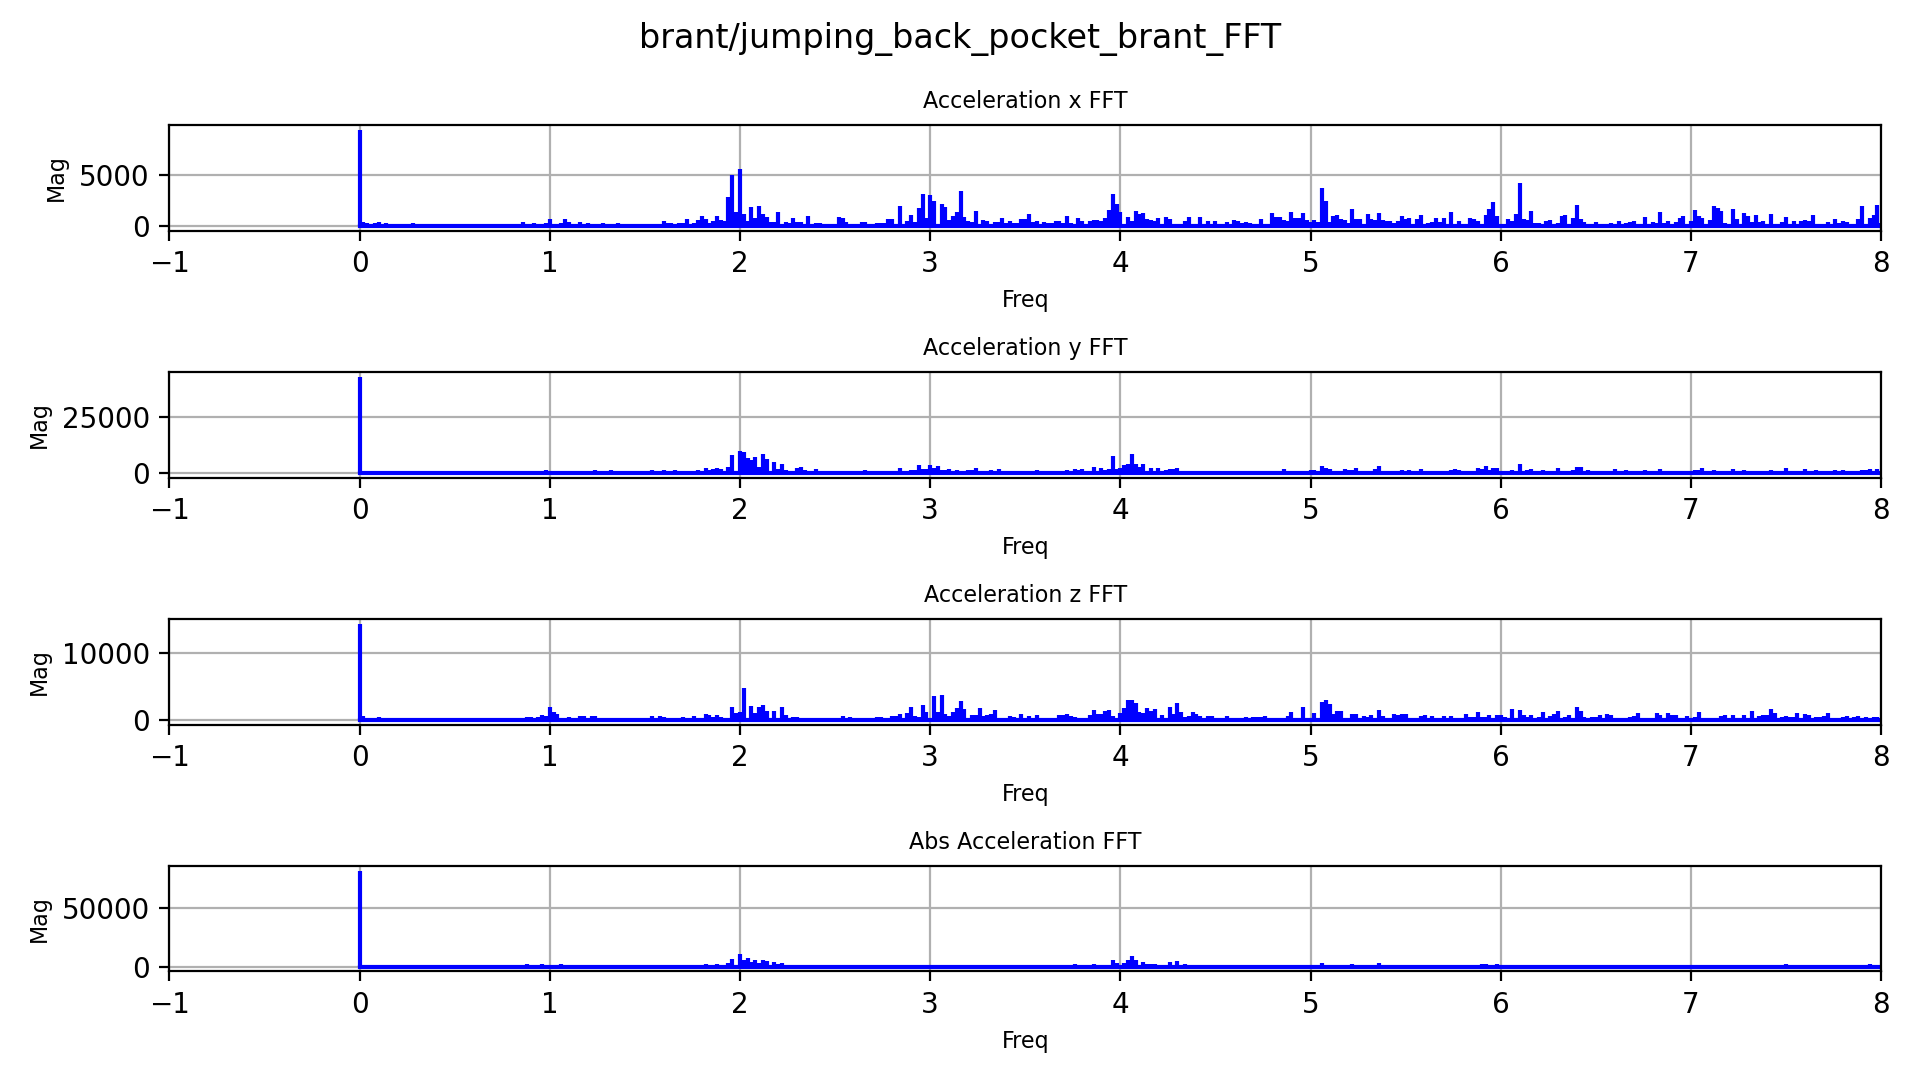 brant/jumping_back_pocket_brant_FFT
Acceleration x FFT
Mag
5000
0
−1 0 1 2 3 4 5 6 7 8
Freq
Acceleration y FFT
Mag
25000
0
−1 0 1 2 3 4 5 6 7 8
Freq
Acceleration z FFT
Mag
10000
0
−1 0 1 2 3 4 5 6 7 8
Freq
Abs Acceleration FFT
Mag
50000
0
−1 0 1 2 3 4 5 6 7 8
Freq